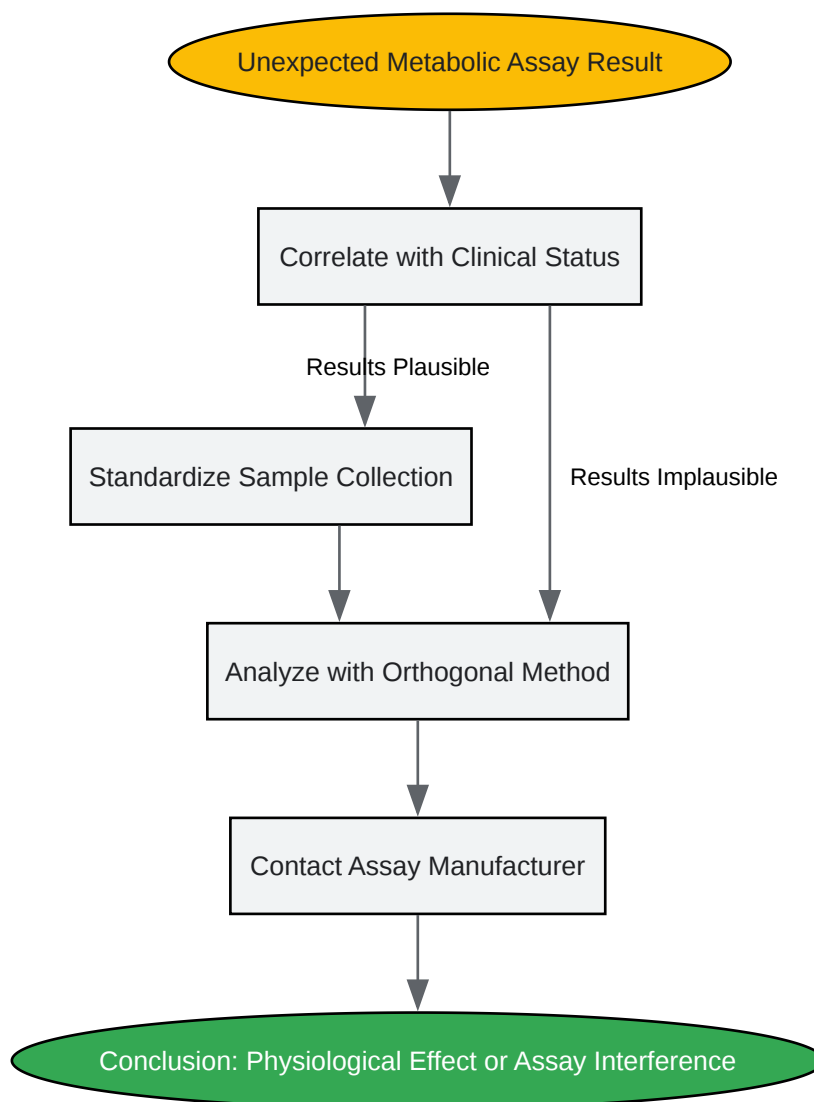 Unexpected Metabolic Assay Result
Correlate with Clinical Status
Results Plausible
Standardize Sample Collection
Results Implausible
Analyze with Orthogonal Method
Contact Assay Manufacturer
Conclusion: Physiological Effect or Assay Interference